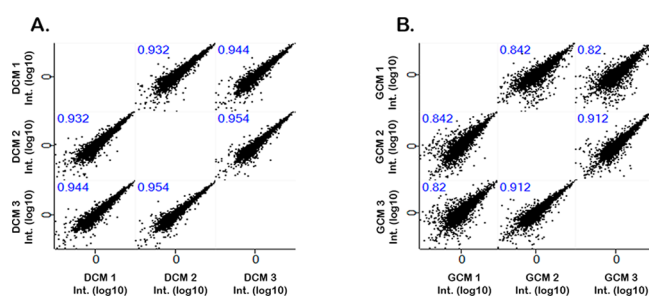 A.
B.
0.932
0.944
DCM 1
Int. (log10)
0
0.932
0.954
DCM 2
Int. (log10)
0
0.944
0.954
DCM 3
Int. (log10)
0
0
0
0
DCM 1
DCM 2
DCM 3
Int. (log10)
Int. (log10)
Int. (log10)
0.842
0.82
GCM 1
Int. (log10)
0
0.842
0.912
GCM 2
Int. (log10)
0
0.82
0.912
GCM 3
Int. (log10)
0
0
0
0
GCM 1
GCM 2
GCM 3
Int. (log10)
Int. (log10)
Int. (log10)